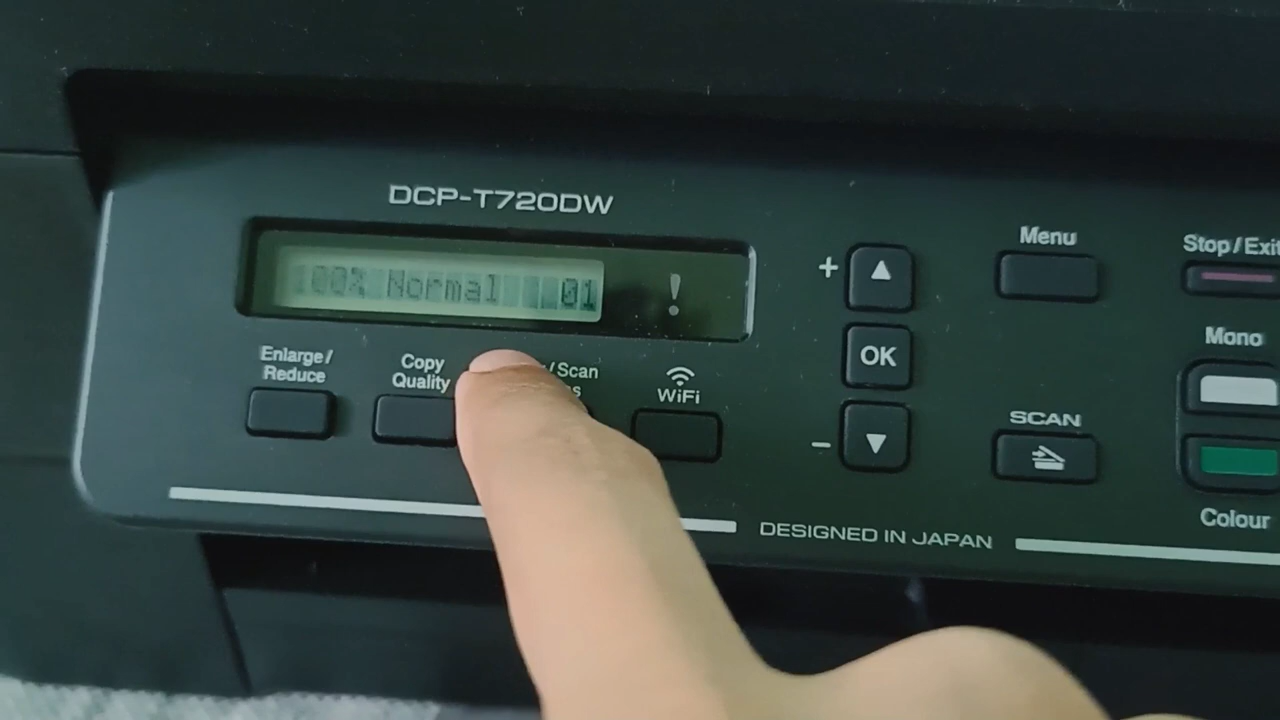 DCP-T720DW
100% Normal 01
!
Enlarge/
Reduce
Copy
Quality
/Scan
WiFi
+
OK
−
Menu
SCAN
Stop/Exit
Mono
Colour
DESIGNED IN JAPAN